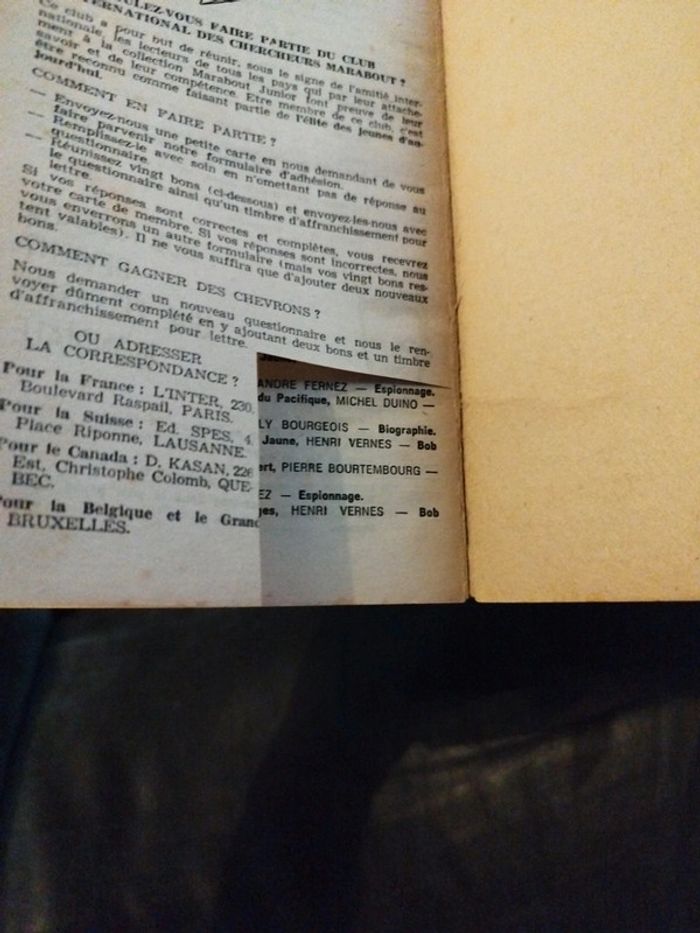 OULEZ-VOUS FAIRE PARTIE DU CLUB
TERNATIONAL DES CHERCHEURS MARABOUT ?
Ce club a pour but de réunir, sous le signe de l'amitié inter-
nationale, les lecteurs de tous les pays qui par leur attache-
ment à la collection Marabout Junior font preuve de leur
savoir et de leur compétence. Etre membre de ce club, c'est
être reconnu comme faisant partie de l'élite des jeunes d'au-
jourd'hui.
COMMENT EN FAIRE PARTIE ?
— Envoyez-nous une petite carte en nous demandant de vous
faire parvenir notre formulaire d'adhésion.
— Remplissez-le avec soin en n'omettant pas de réponse au
questionnaire.
— Réunissez vingt bons (ci-dessous) et envoyez-les-nous avec
le questionnaire ainsi qu'un timbre d'affranchissement pour
lettre.
Si vos réponses sont correctes et complètes, vous recevrez
votre carte de membre. Si vos réponses sont incorrectes, nous
vous enverrons un autre formulaire (mais vos vingt bons res-
tent valables). Il ne vous suffira que d'ajouter deux nouveaux
bons.
COMMENT GAGNER DES CHEVRONS ?
Nous demander un nouveau questionnaire et nous le ren-
voyer dûment complété en y ajoutant deux bons et un timbre
d'affranchissement pour lettre.
OU ADRESSER
LA CORRESPONDANCE ?
Pour la France : L'INTER, 230,
Boulevard Raspail, PARIS.
Pour la Suisse : Ed. SPES, 4,
Place Riponne, LAUSANNE.
Pour le Canada : D. KASAN, 226
Est, Christophe Colomb, QUE-
BEC.
Pour la Belgique et le Grand
BRUXELLES.
ANDRE FERNEZ — Espionnage.
du Pacifique, MICHEL DUINO —
LY BOURGEOIS — Biographie.
Jaune, HENRI VERNES — Bob
ert, PIERRE BOURTEMBOURG —
EZ — Espionnage.
ges, HENRI VERNES — Bob